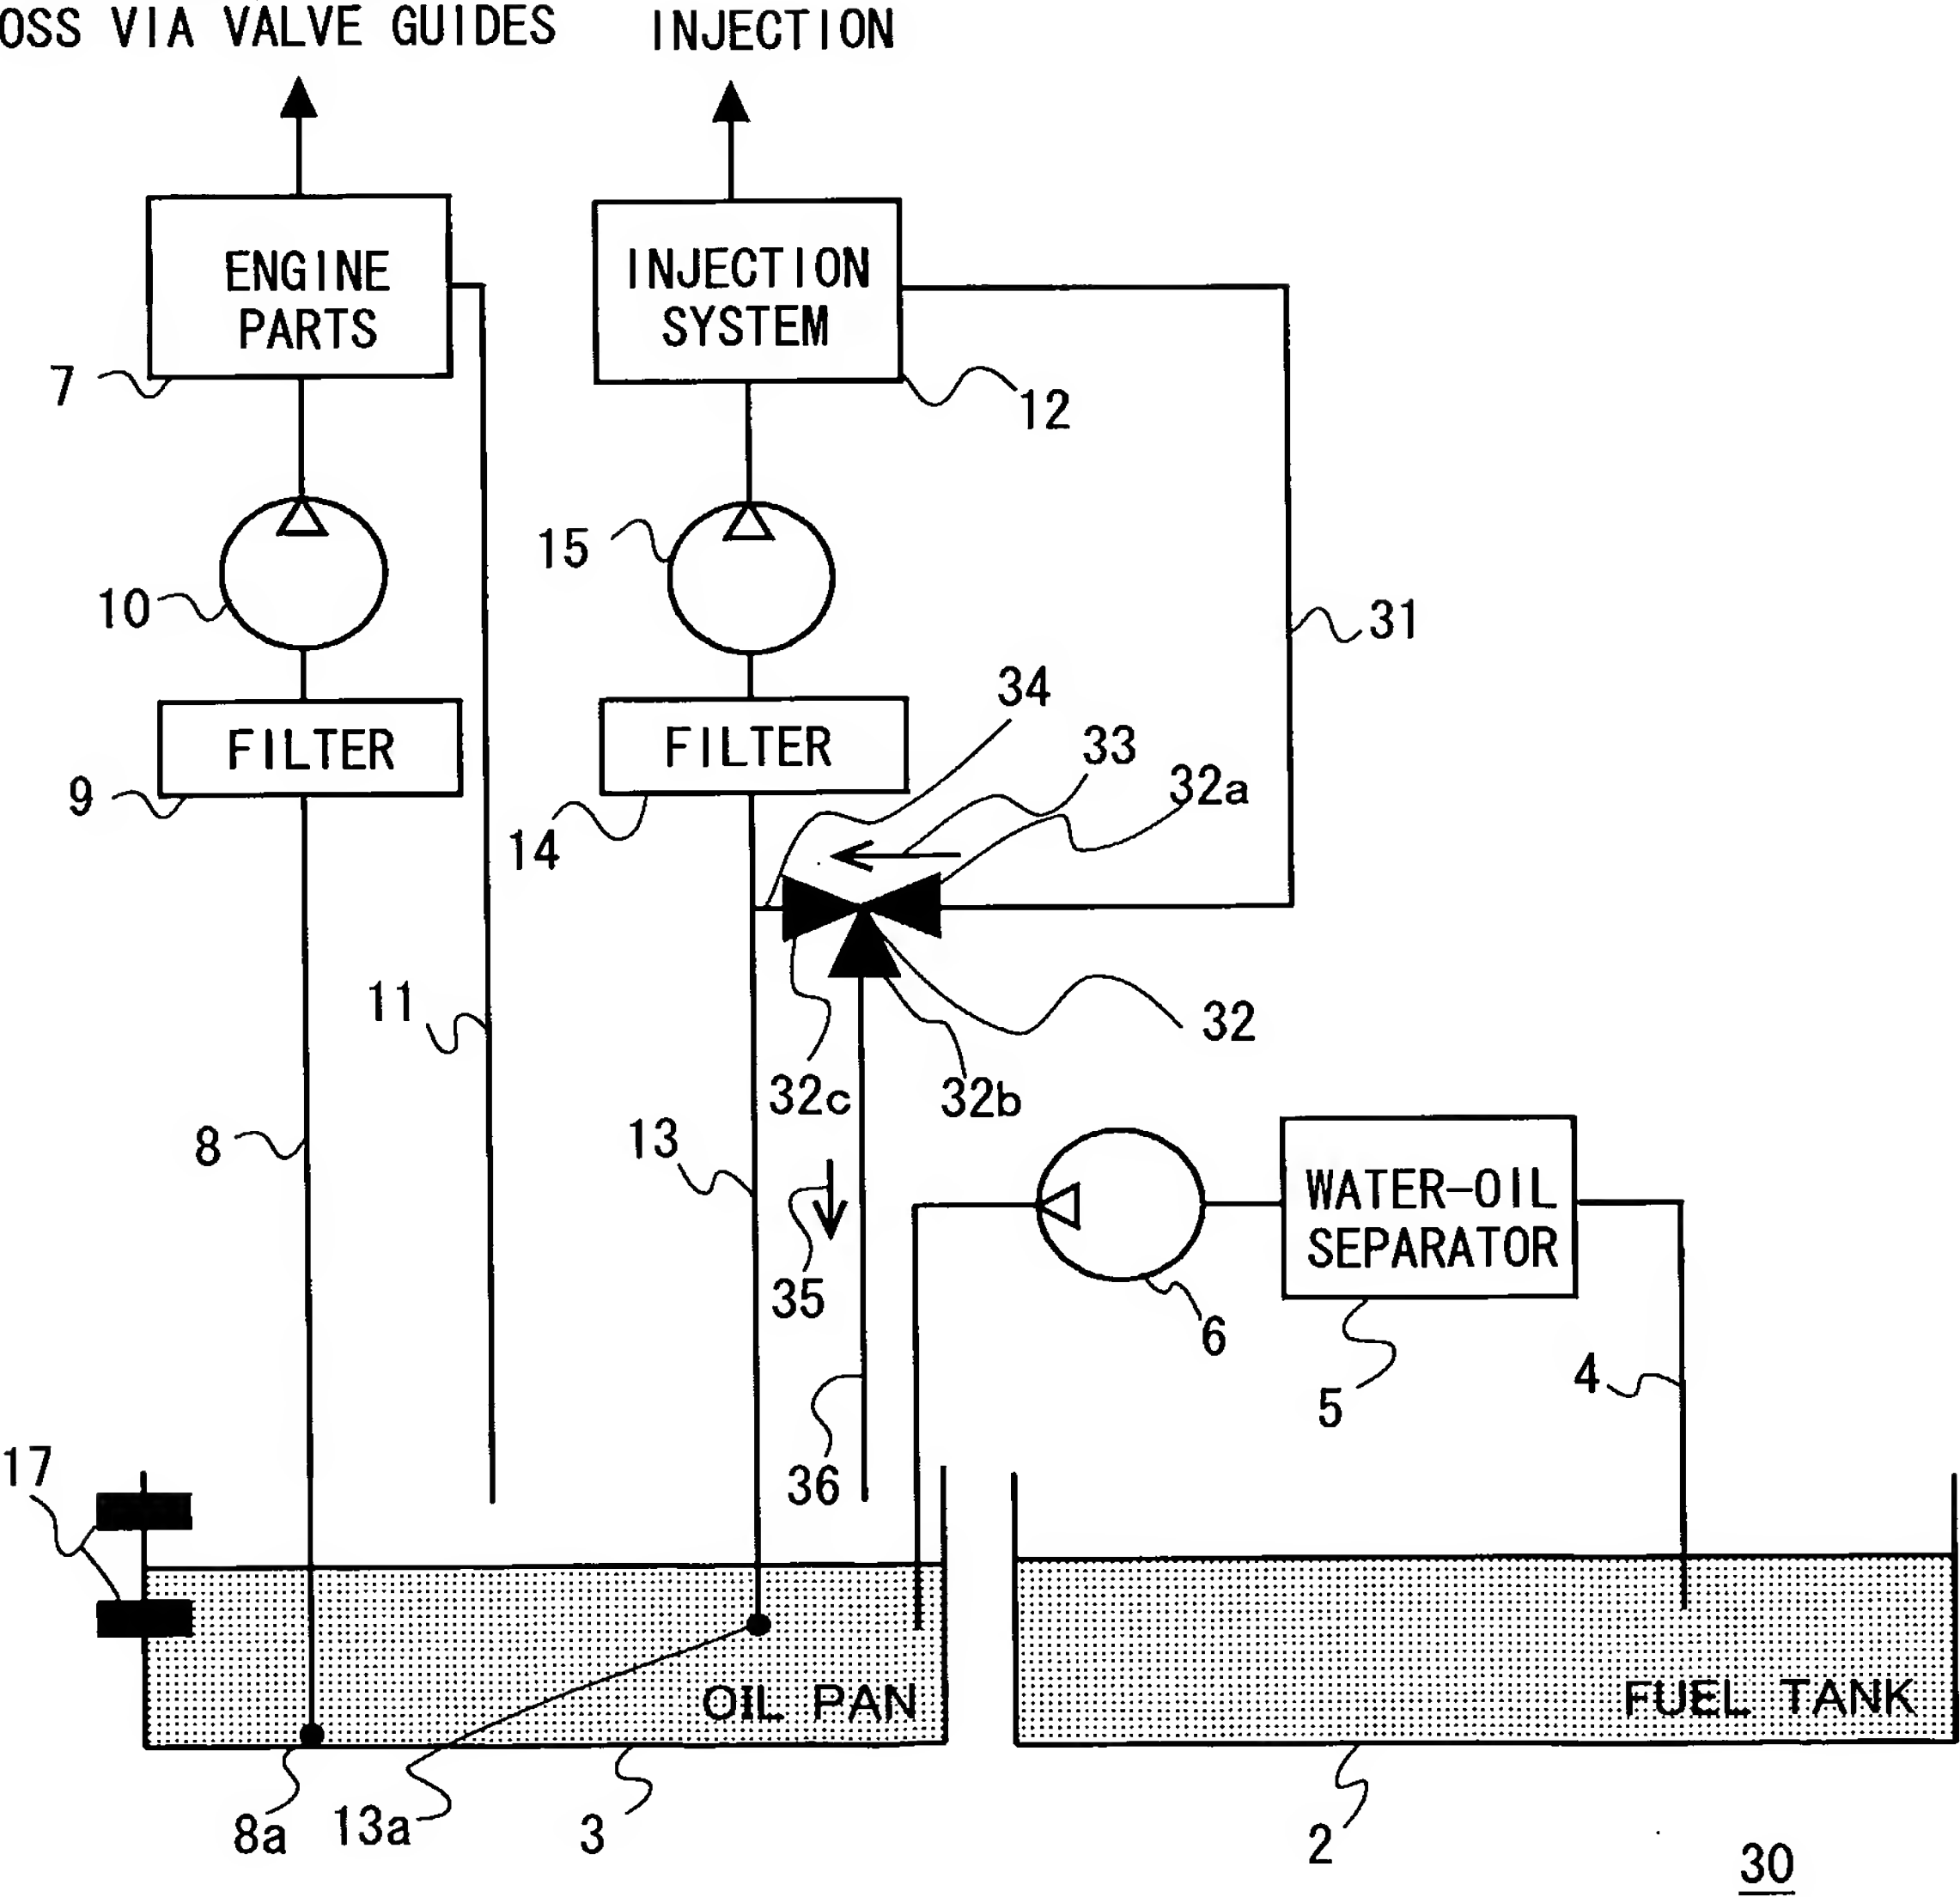 OSS VIA VALVE GUIDES
INJECTION
ENGINE
PARTS
INJECTION
SYSTEM
7
12
15
10
31
34
FILTER
FILTER
33
32a
9
14
11
32
32c
32b
8
13
WATER-OIL
SEPARATOR
35
6
4
5
17
36
OIL PAN
FUEL TANK
8a
13a
3
2
30